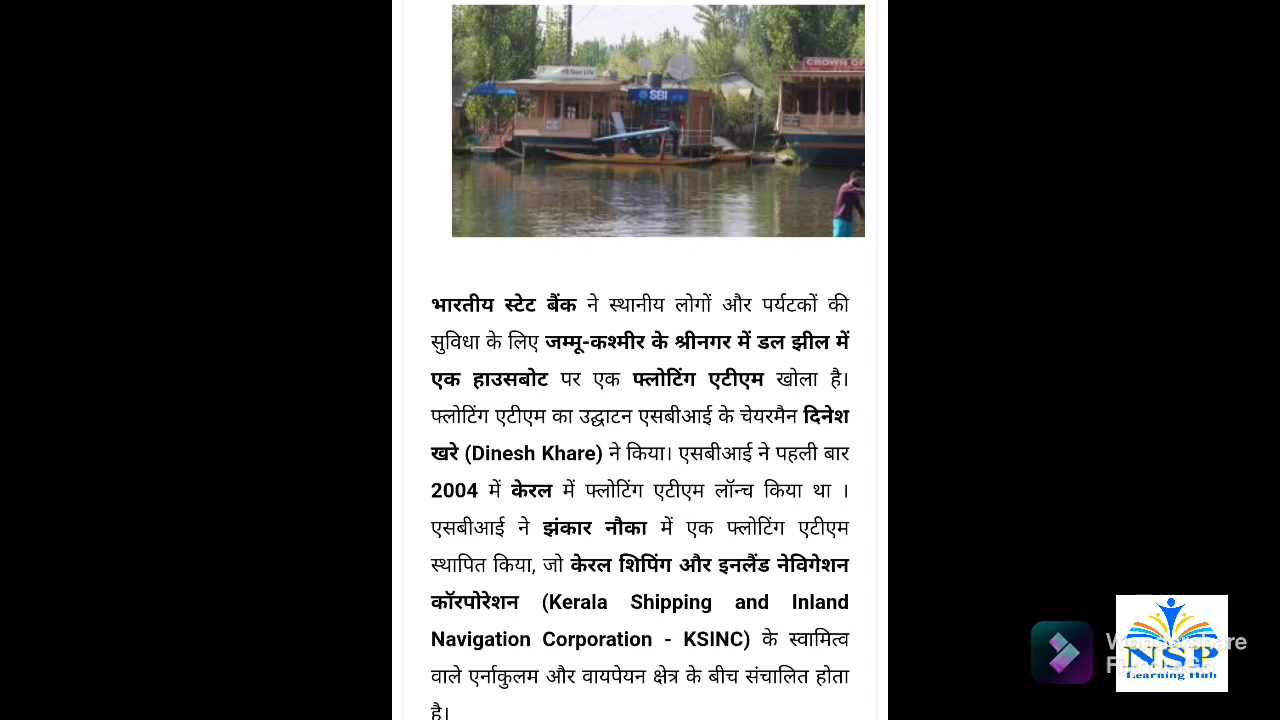 CROWN OF
SBI
भारतीय स्टेट बैंक ने स्थानीय लोगों और पर्यटकों की
सुविधा के लिए जम्मू-कश्मीर के श्रीनगर में डल झील में
एक हाउसबोट पर एक फ्लोटिंग एटीएम खोला है।
फ्लोटिंग एटीएम का उद्घाटन एसबीआई के चेयरमैन दिनेश
खरे (Dinesh Khare) ने किया। एसबीआई ने पहली बार
2004 में केरल में फ्लोटिंग एटीएम लॉन्च किया था ।
एसबीआई ने झंकार नौका में एक फ्लोटिंग एटीएम
स्थापित किया, जो केरल शिपिंग और इनलैंड नेविगेशन
कॉरपोरेशन (Kerala Shipping and Inland
Navigation Corporation - KSINC) के स्वामित्व
वाले एर्नाकुलम और वायपेयन क्षेत्र के बीच संचालित होता
है।
Wondershare
NSP
Learning Hub